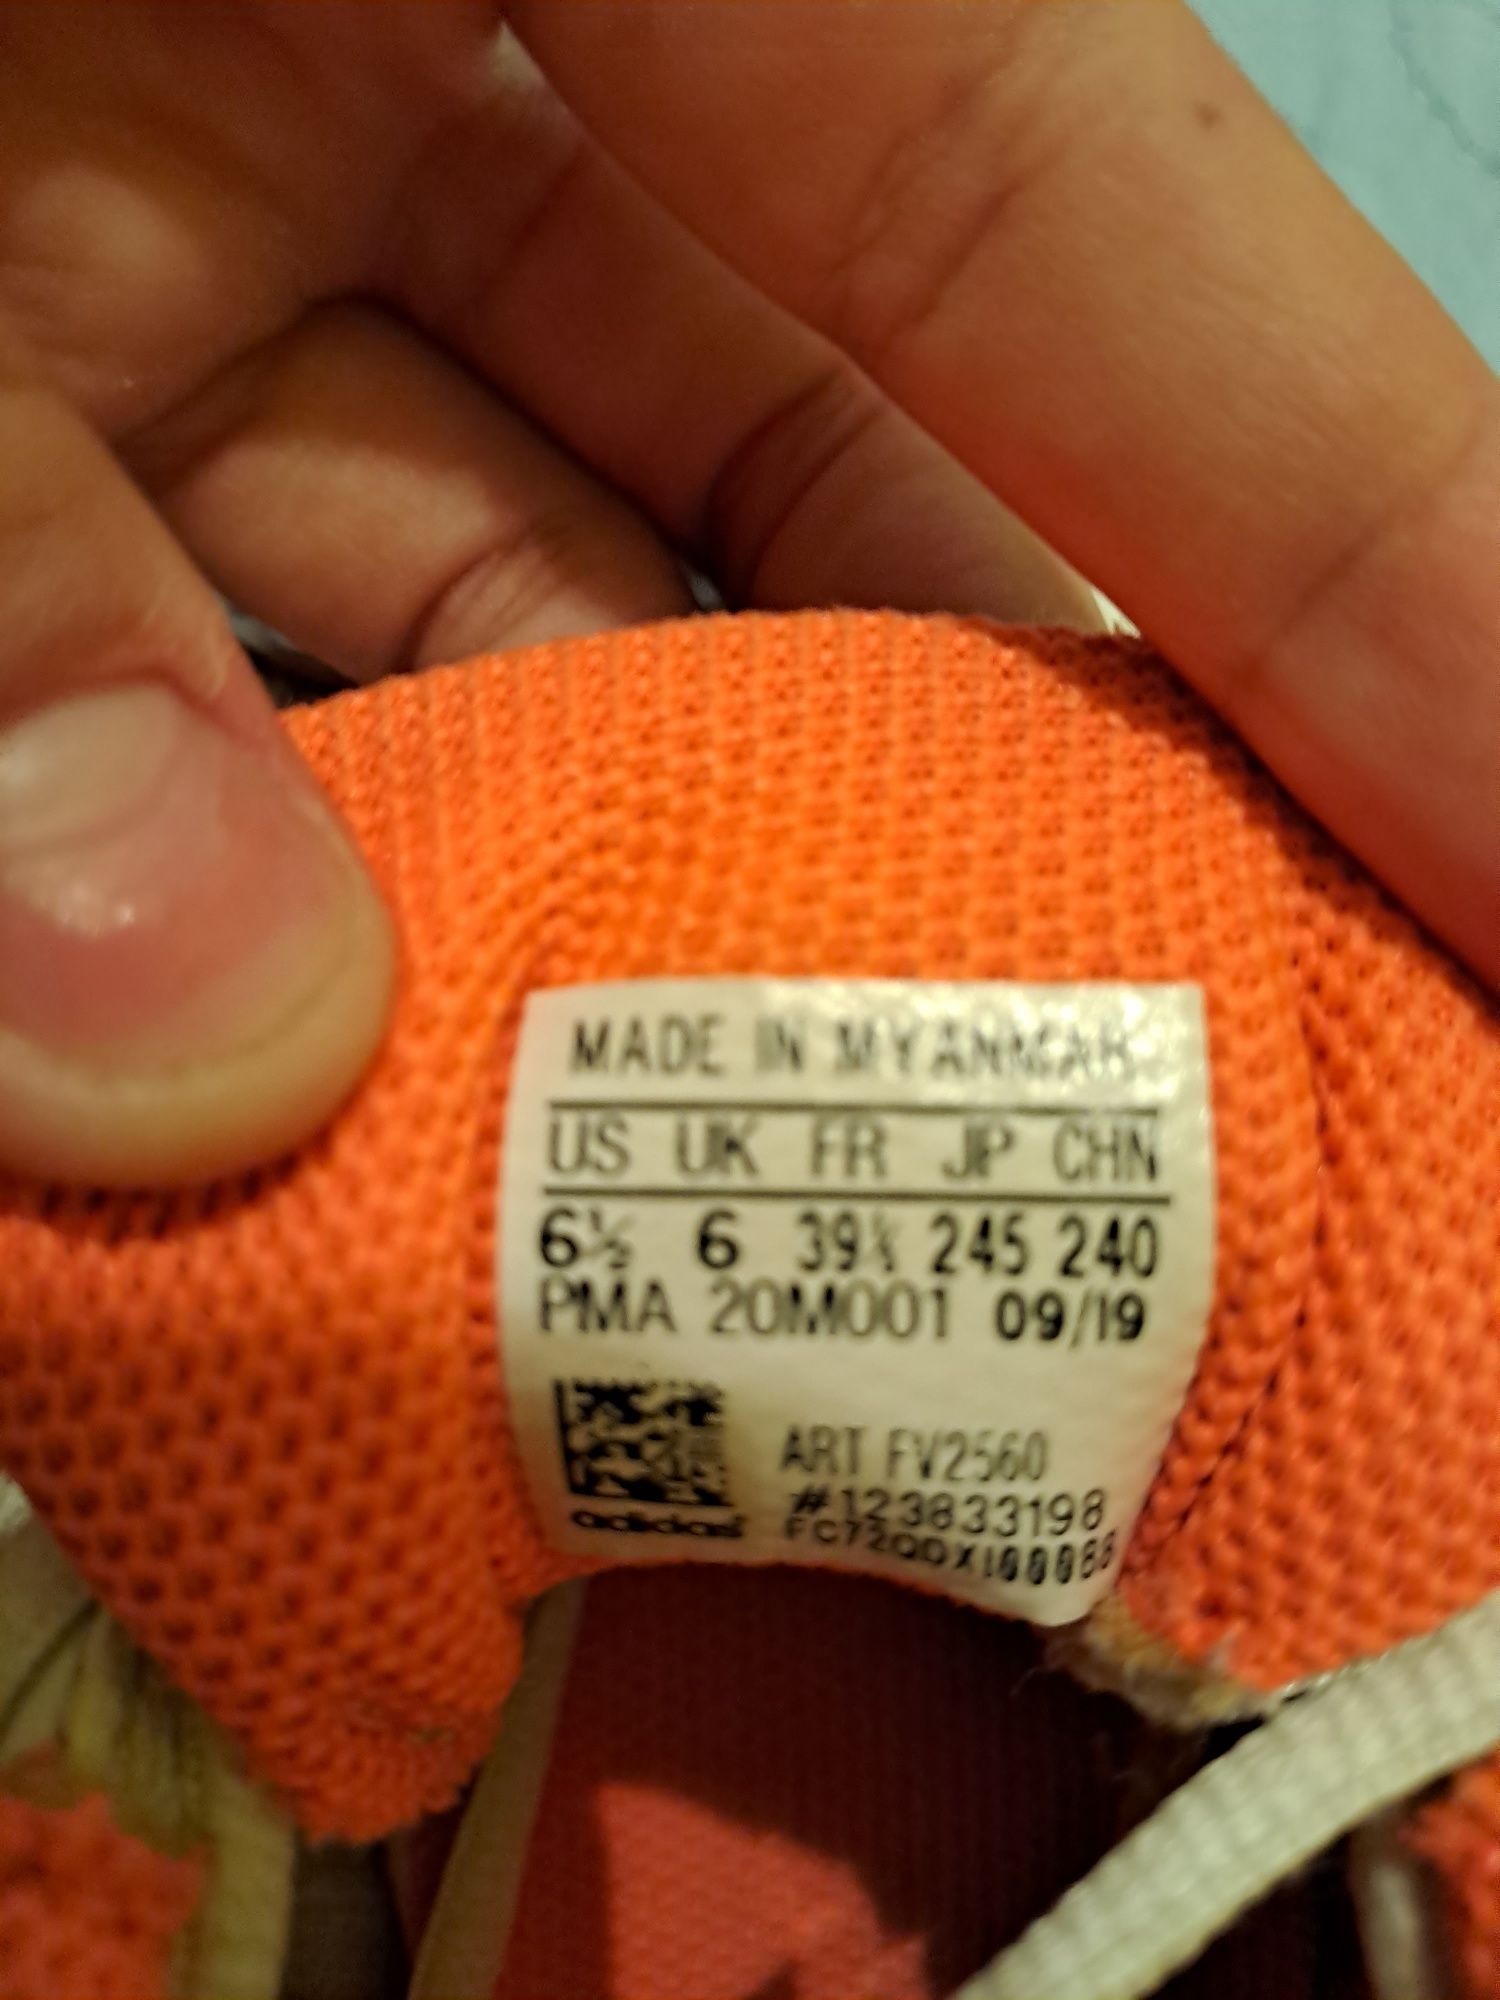 MADE IN MYANMAR
US UK FR JP CHN
6½ 6 39⅓ 245 240
PMA 20M001 09/19
ART FV2560
#123833198
FC72QDX100088
adidas